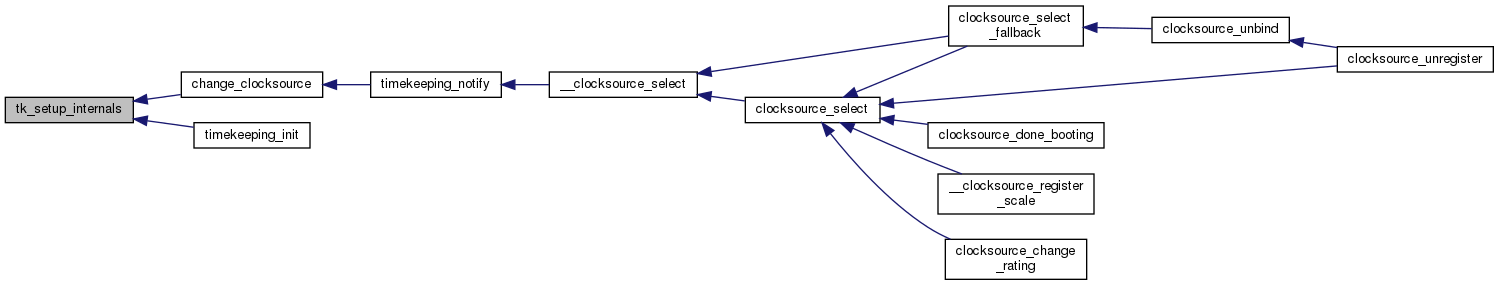 tk_setup_internals
change_clocksource
timekeeping_init
timekeeping_notify
__clocksource_select
clocksource_select
clocksource_select
_fallback
clocksource_unbind
clocksource_unregister
clocksource_done_booting
__clocksource_register
_scale
clocksource_change
_rating